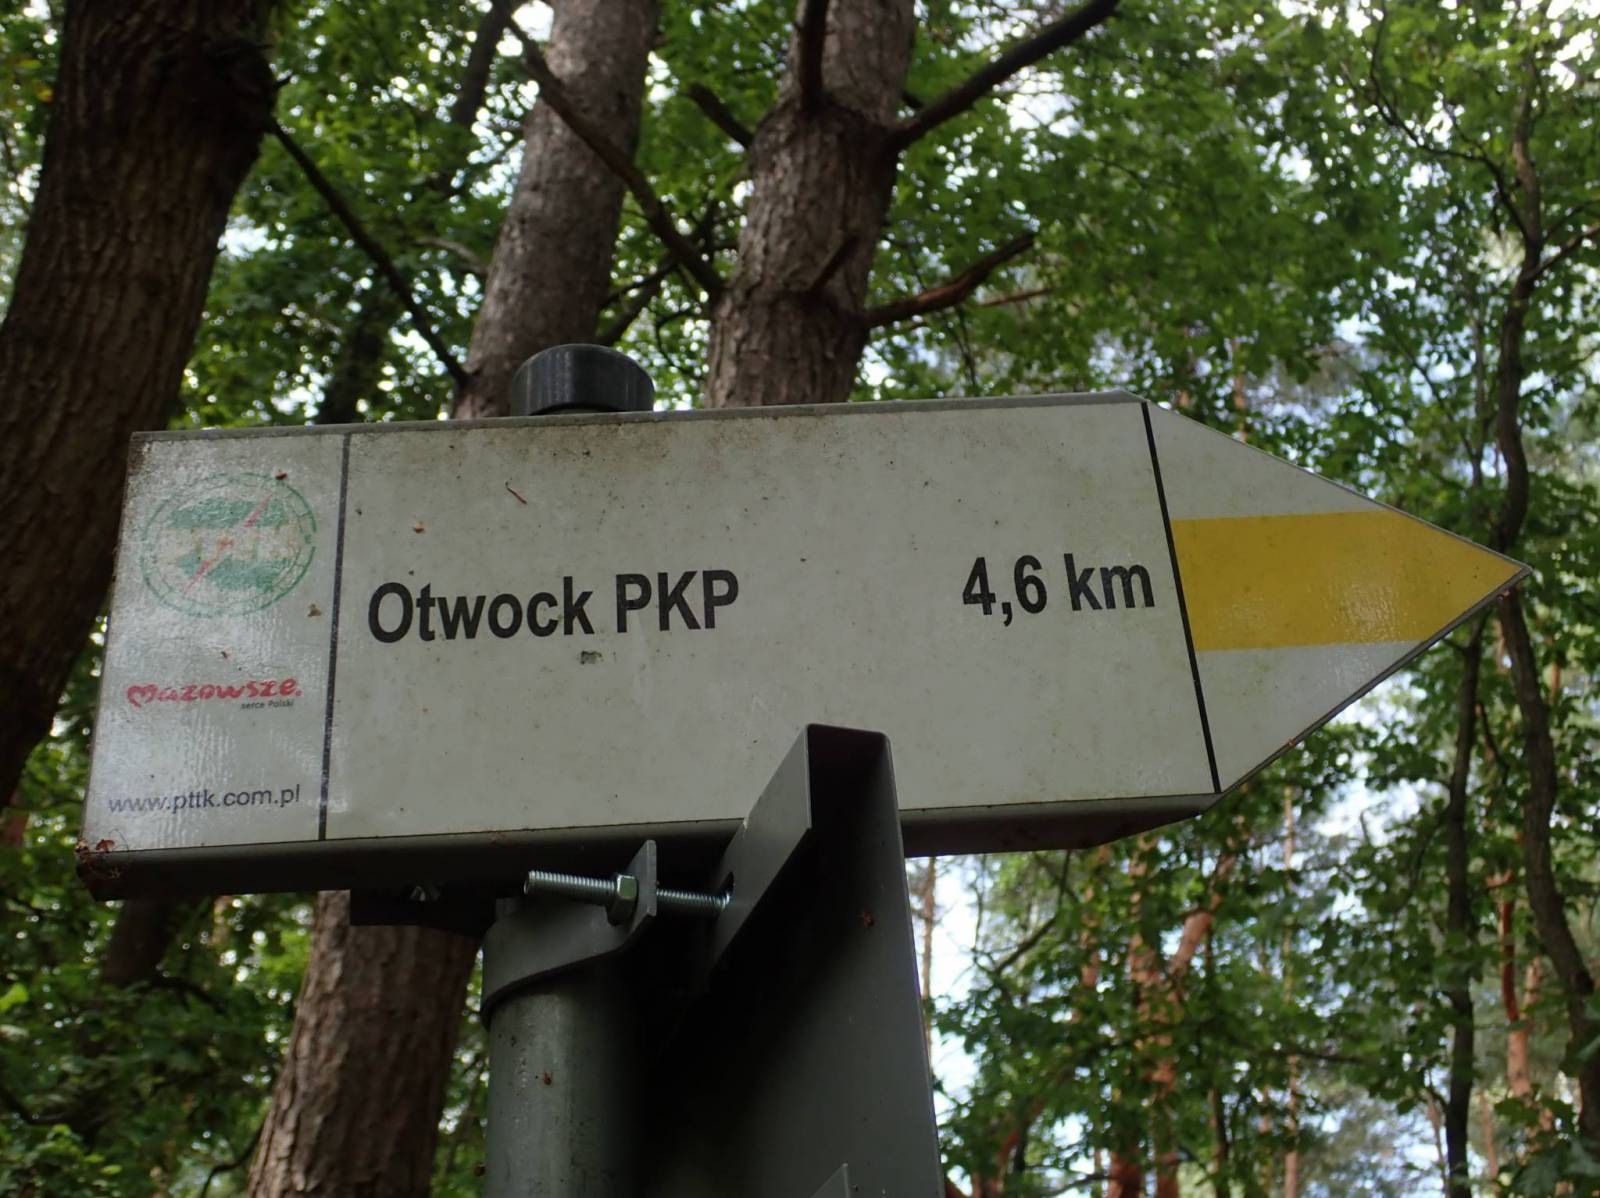 Otwock PKP 4,6 km
mazowsze.
serce Polski
www.pttk.com.pl